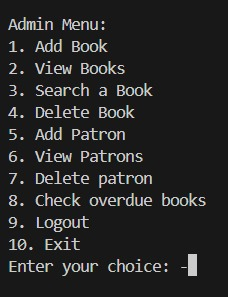 Admin Menu:
1. Add Book
2. View Books
3. Search a Book
4. Delete Book
5. Add Patron
6. View Patrons
7. Delete patron
8. Check overdue books
9. Logout
10. Exit
Enter your choice: -